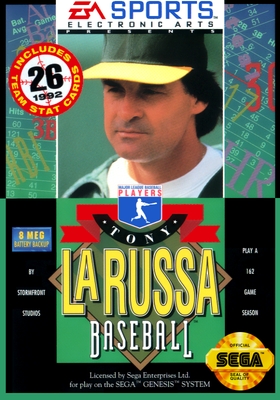 EA SPORTS
ELECTRONIC ARTS
PRESENTS
INCLUDES
26
1992
TEAM STAT CARDS
MAJOR LEAGUE BASEBALL
PLAYERS
8 MEG
BATTERY BACKUP
TONY
LA RUSSA
BASEBALL
BY
STORMFRONT
STUDIOS
PLAY A
162
GAME
SEASON
Licensed by Sega Enterprises Ltd.
for play on the SEGA™ GENESIS™ SYSTEM
OFFICIAL
SEGA
SEAL OF
QUALITY